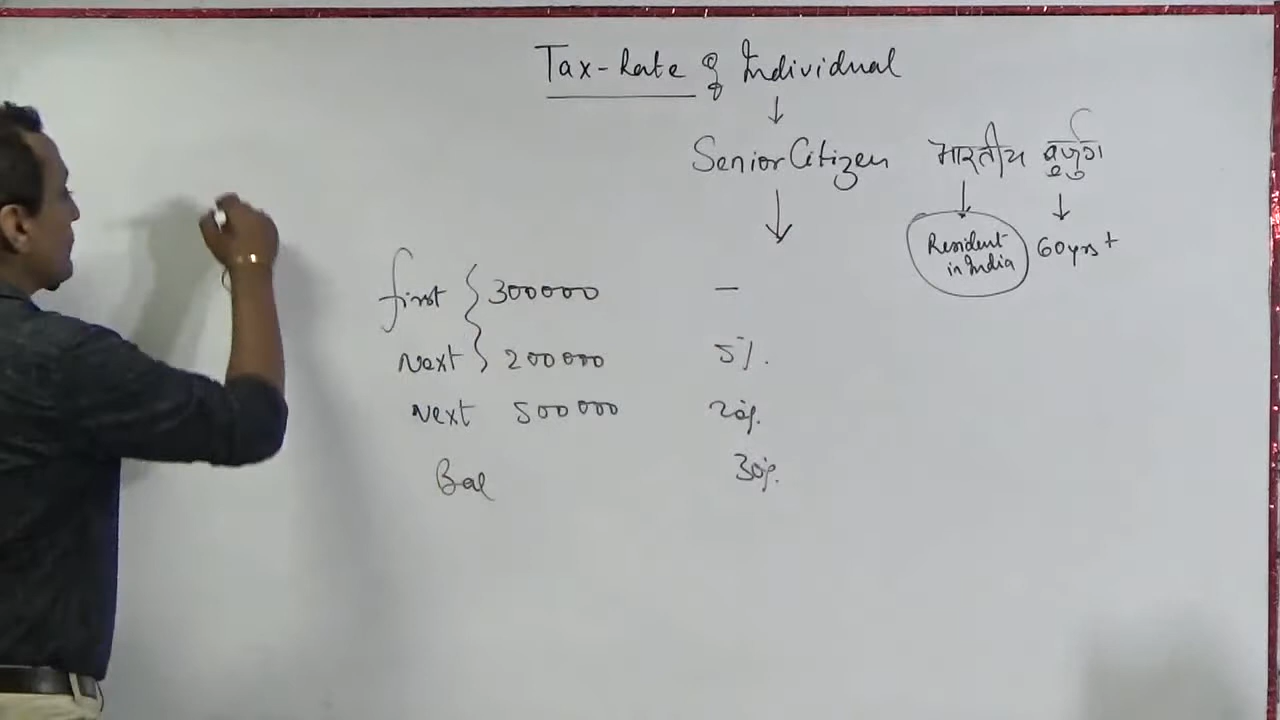 Tax-Rate of Individual
↓
Senior Citizen भारतीय बुर्जुग
↓ ↓ ↓
Resident in India 60yrs+
first 300000 —
Next 200000 5%.
Next 500000 20%.
Bal 30%.